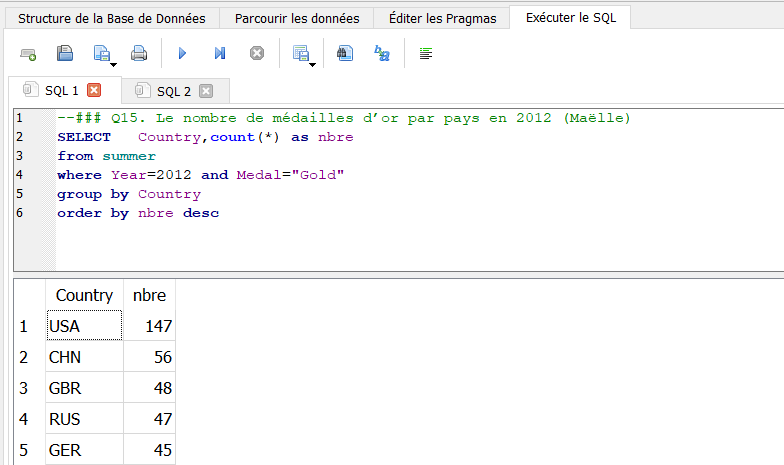 Structure de la Base de Données Parcourir les données Éditer les Pragmas Exécuter le SQL
SQL 1 SQL 2
1 --### Q15. Le nombre de médailles d’or par pays en 2012 (Maëlle)
2 SELECT Country,count(*) as nbre
3 from summer
4 where Year=2012 and Medal="Gold"
5 group by Country
6 order by nbre desc
Country nbre
1 USA 147
2 CHN 56
3 GBR 48
4 RUS 47
5 GER 45